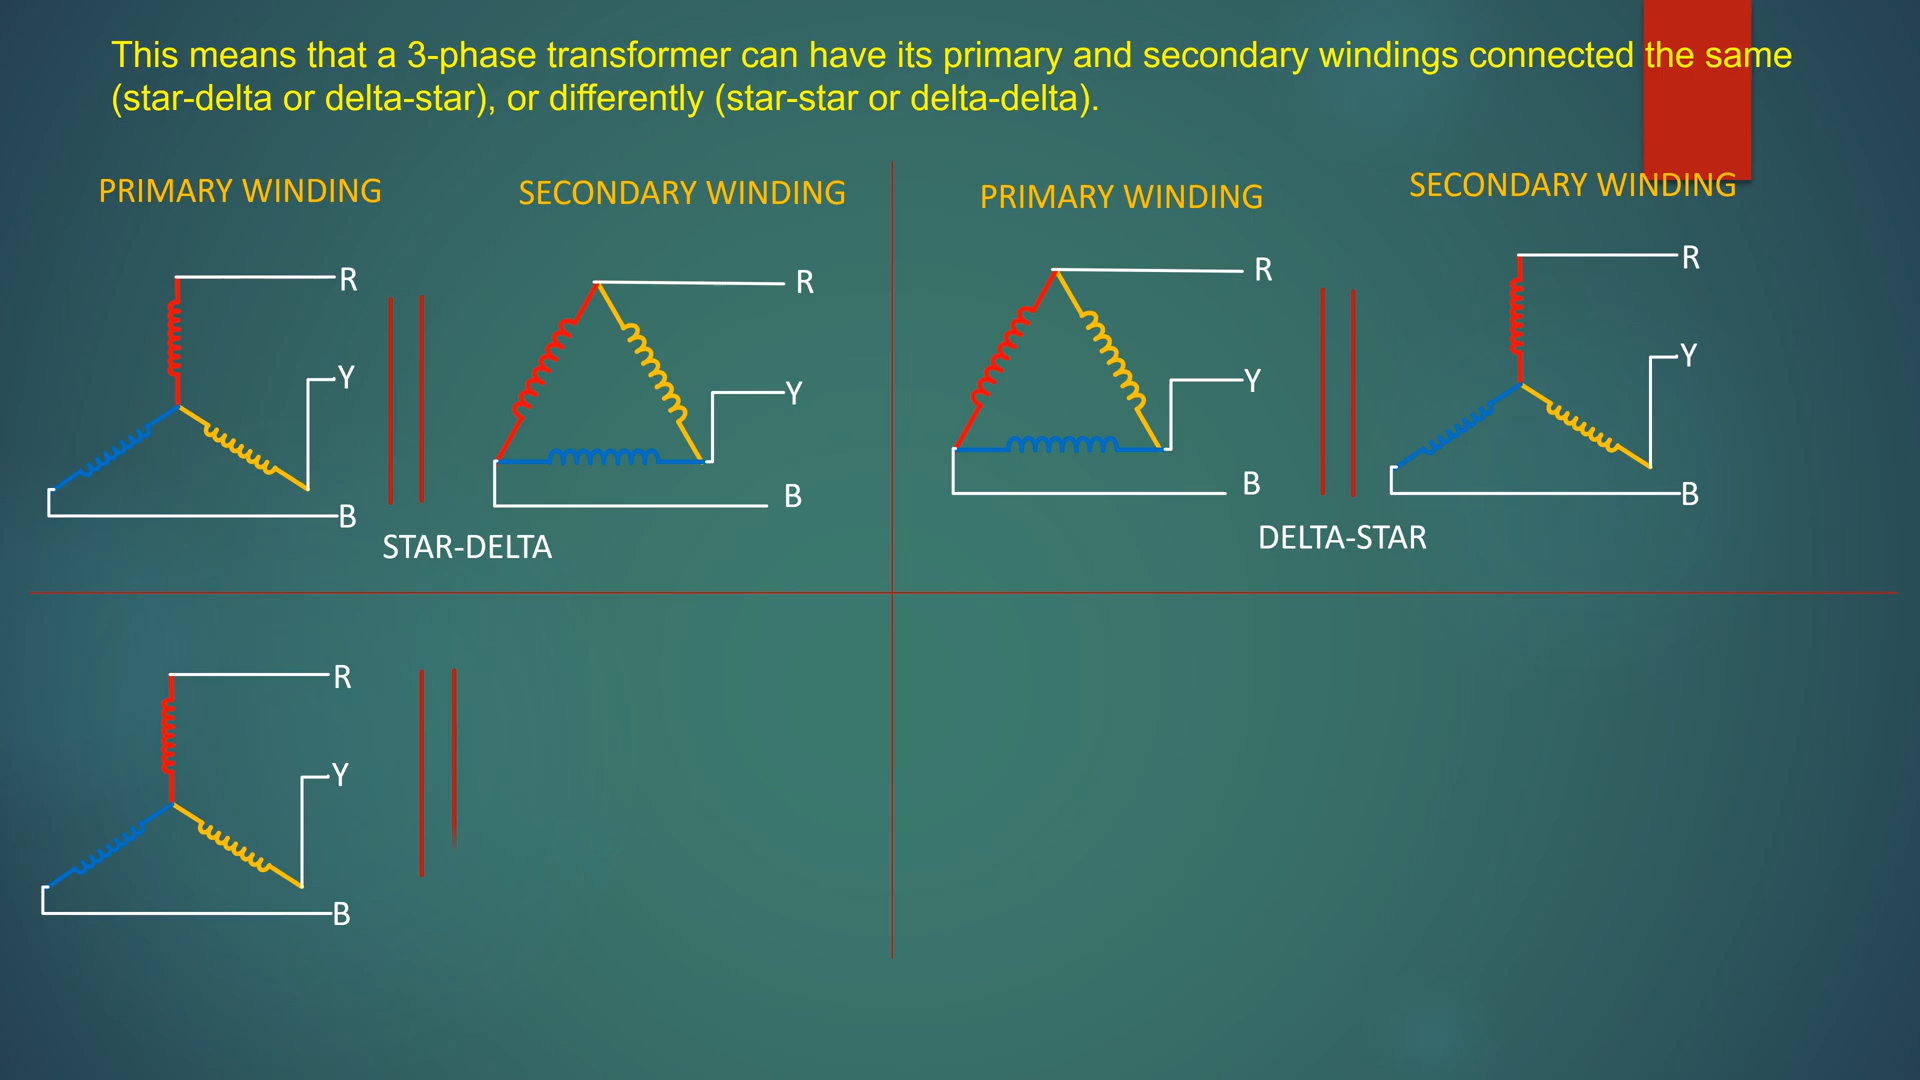 This means that a 3-phase transformer can have its primary and secondary windings connected the same
(star-delta or delta-star), or differently (star-star or delta-delta).
PRIMARY WINDING
SECONDARY WINDING
R
Y
B
R
Y
B
STAR-DELTA
PRIMARY WINDING
SECONDARY WINDING
R
Y
B
R
Y
B
DELTA-STAR
R
Y
B